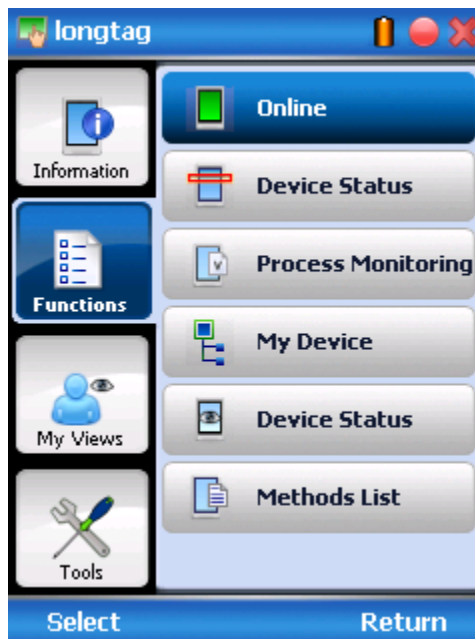 longtag
Information
Functions
My Views
Tools
Online
Device Status
Process Monitoring
My Device
Device Status
Methods List
Select
Return